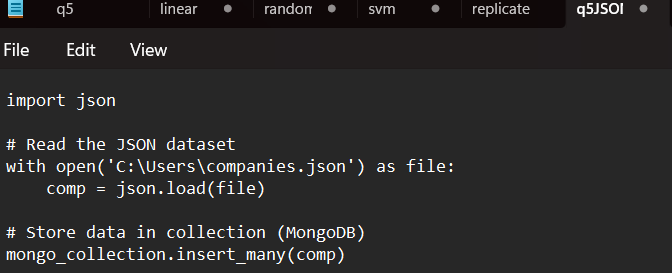 q5 linear random svm replicate q5JSON
File Edit View
import json
# Read the JSON dataset
with open('C:\Users\companies.json') as file:
    comp = json.load(file)
# Store data in collection (MongoDB)
mongo_collection.insert_many(comp)